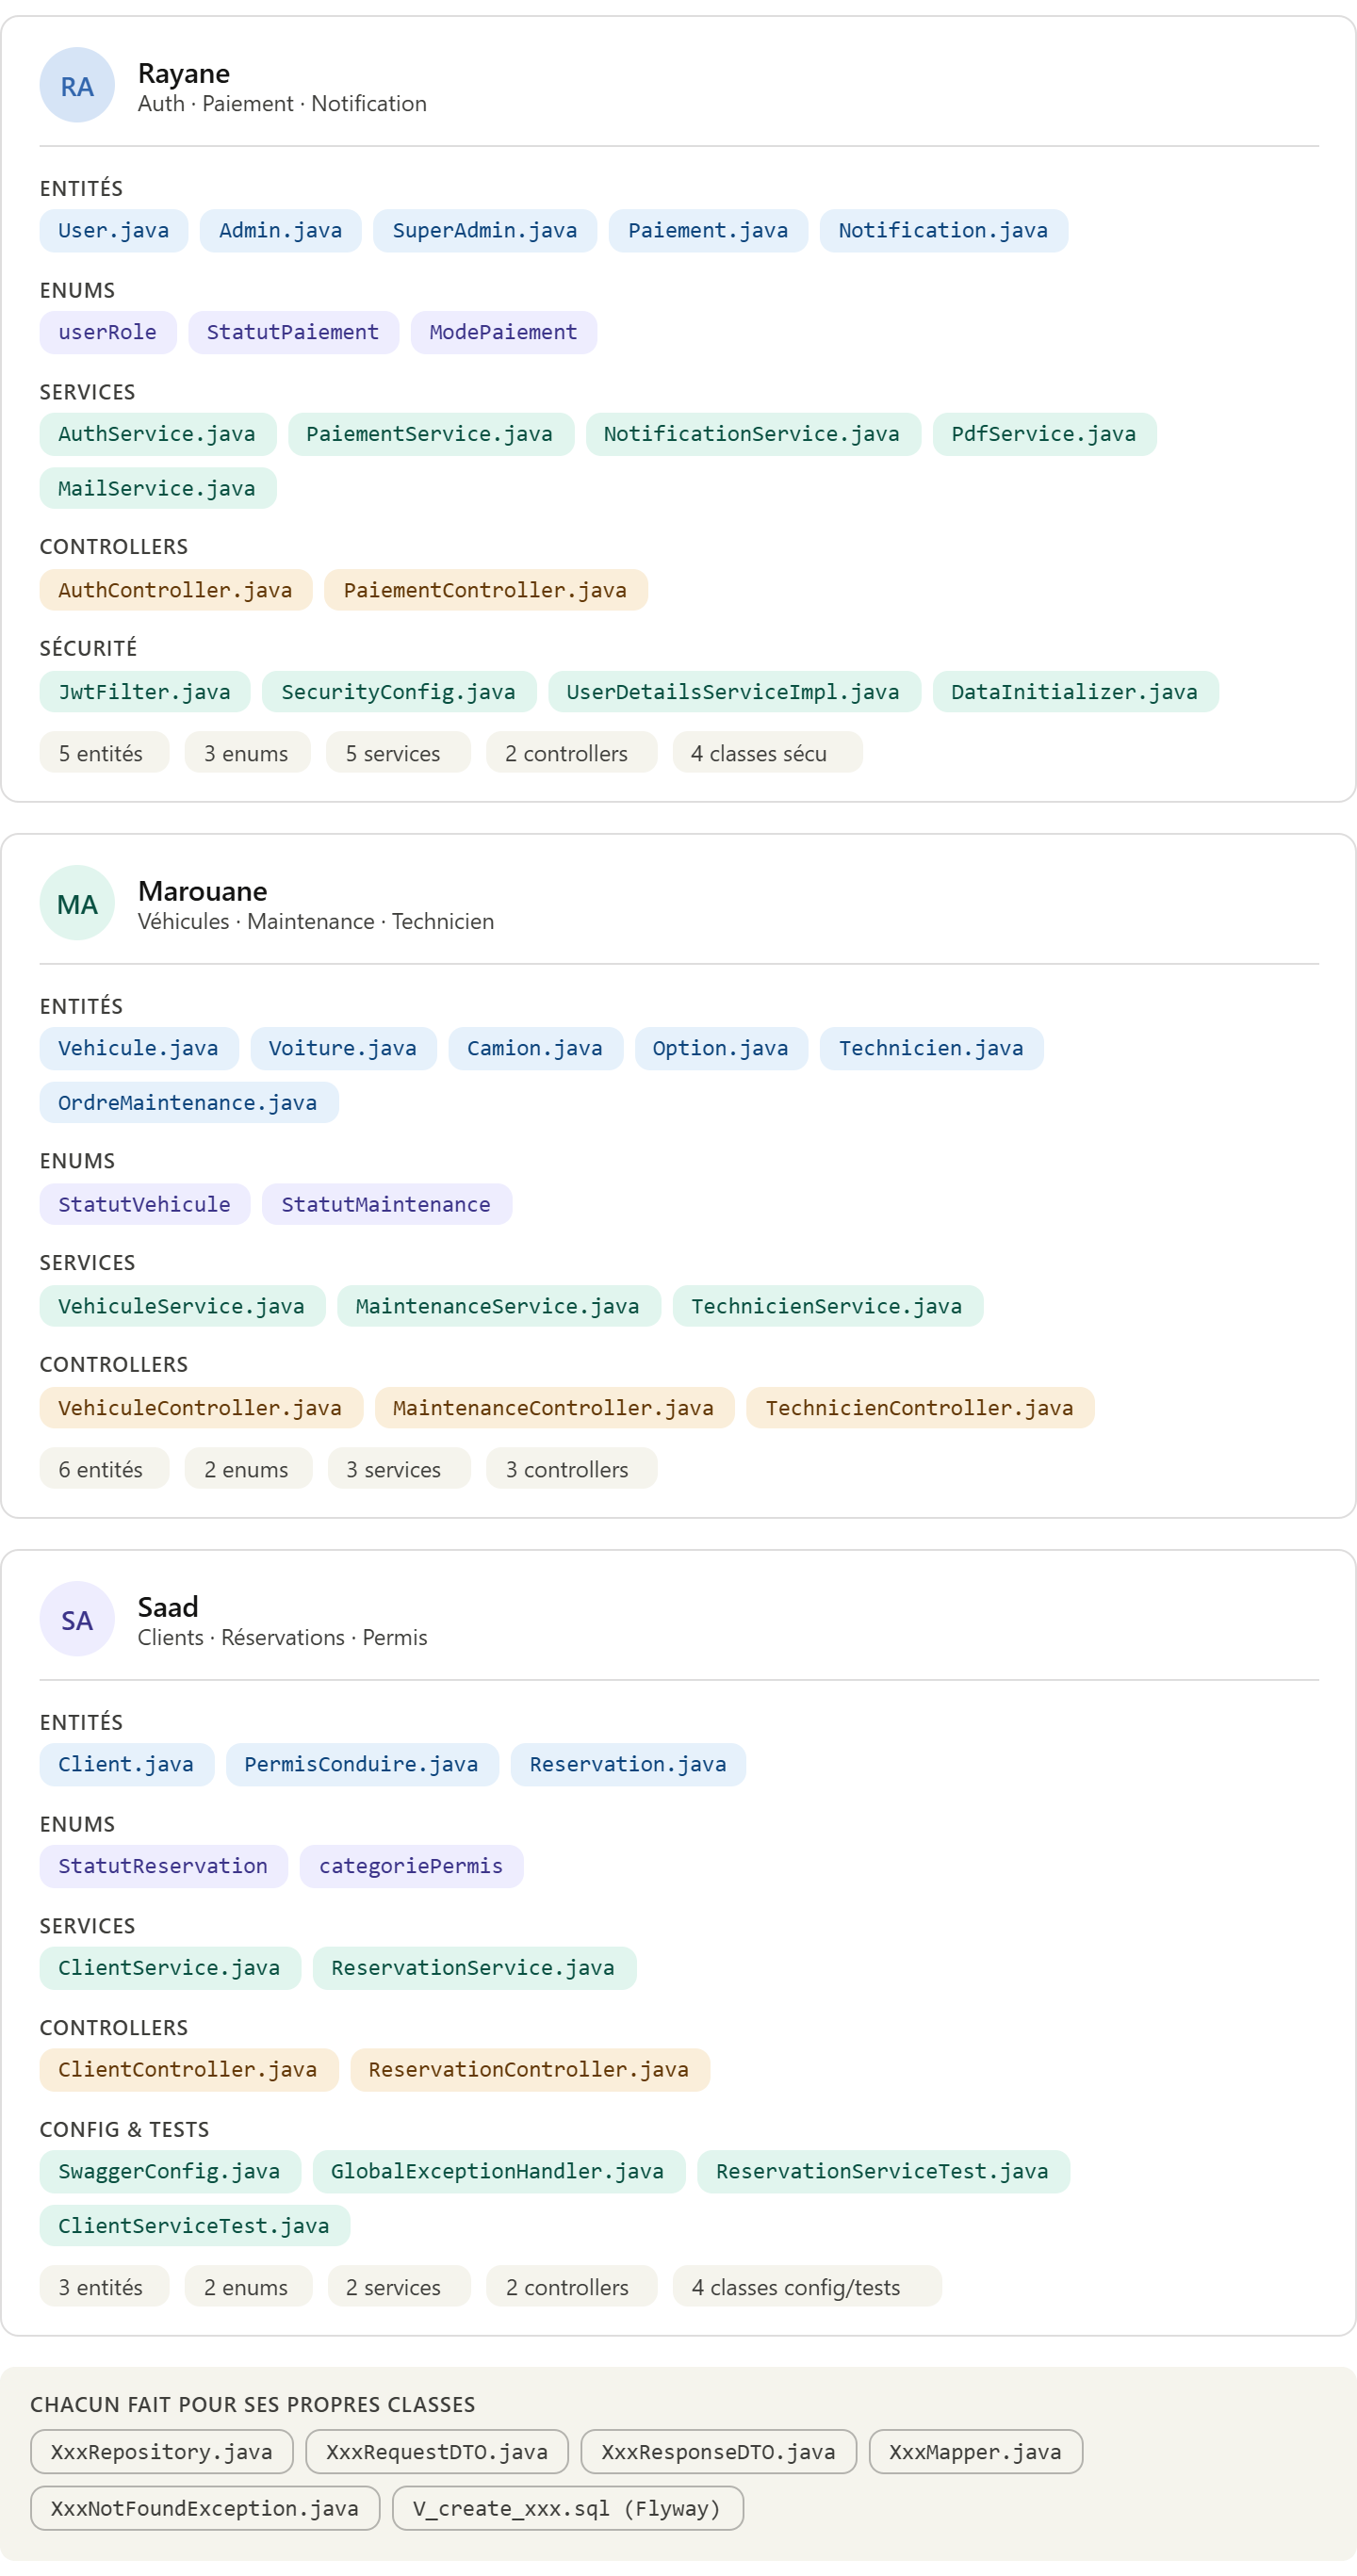 RA
Rayane
Auth · Paiement · Notification
ENTITÉS
User.java Admin.java SuperAdmin.java Paiement.java Notification.java
ENUMS
userRole StatutPaiement ModePaiement
SERVICES
AuthService.java PaiementService.java NotificationService.java PdfService.java
MailService.java
CONTROLLERS
AuthController.java PaiementController.java
SÉCURITÉ
JwtFilter.java SecurityConfig.java UserDetailsServiceImpl.java DataInitializer.java
5 entités 3 enums 5 services 2 controllers 4 classes sécu
MA
Marouane
Véhicules · Maintenance · Technicien
ENTITÉS
Vehicule.java Voiture.java Camion.java Option.java Technicien.java
OrdreMaintenance.java
ENUMS
StatutVehicule StatutMaintenance
SERVICES
VehiculeService.java MaintenanceService.java TechnicienService.java
CONTROLLERS
VehiculeController.java MaintenanceController.java TechnicienController.java
6 entités 2 enums 3 services 3 controllers
SA
Saad
Clients · Réservations · Permis
ENTITÉS
Client.java PermisConduire.java Reservation.java
ENUMS
StatutReservation categoriePermis
SERVICES
ClientService.java ReservationService.java
CONTROLLERS
ClientController.java ReservationController.java
CONFIG & TESTS
SwaggerConfig.java GlobalExceptionHandler.java ReservationServiceTest.java
ClientServiceTest.java
3 entités 2 enums 2 services 2 controllers 4 classes config/tests
CHACUN FAIT POUR SES PROPRES CLASSES
XxxRepository.java XxxRequestDTO.java XxxResponseDTO.java XxxMapper.java
XxxNotFoundException.java V_create_xxx.sql (Flyway)